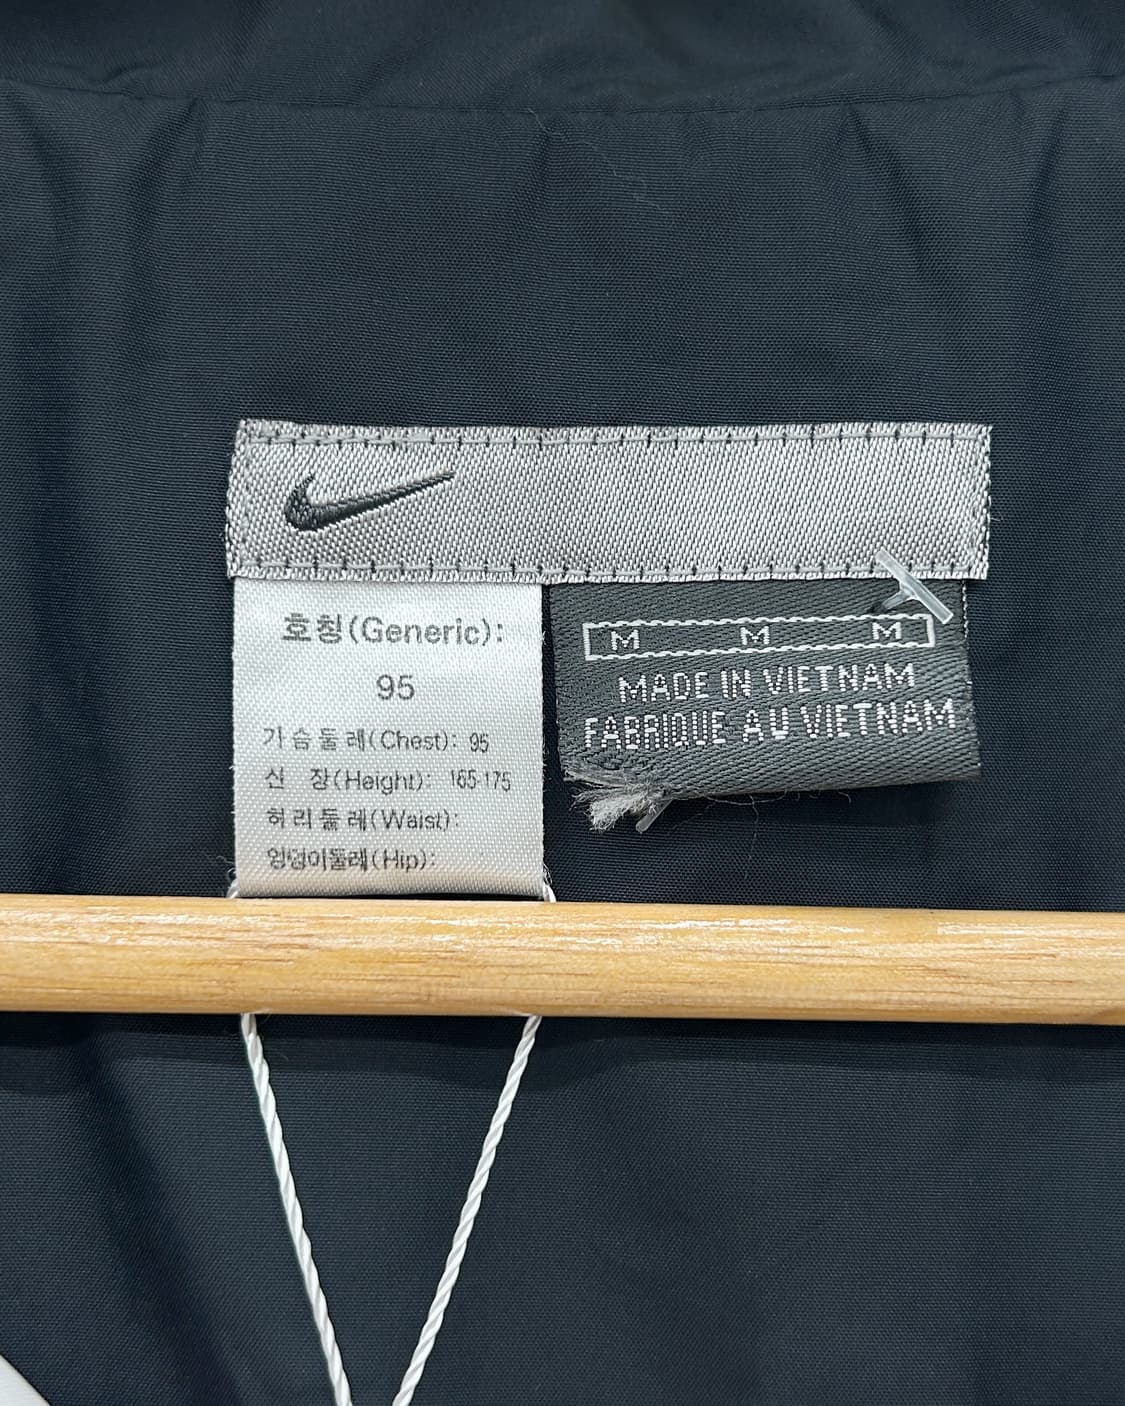 호칭(Generic):
95
가슴둘레(Chest): 95
신 장(Height): 165-175
허리둘레(Waist):
엉덩이둘레(Hip):
M M M
MADE IN VIETNAM
FABRIQUE AU VIETNAM